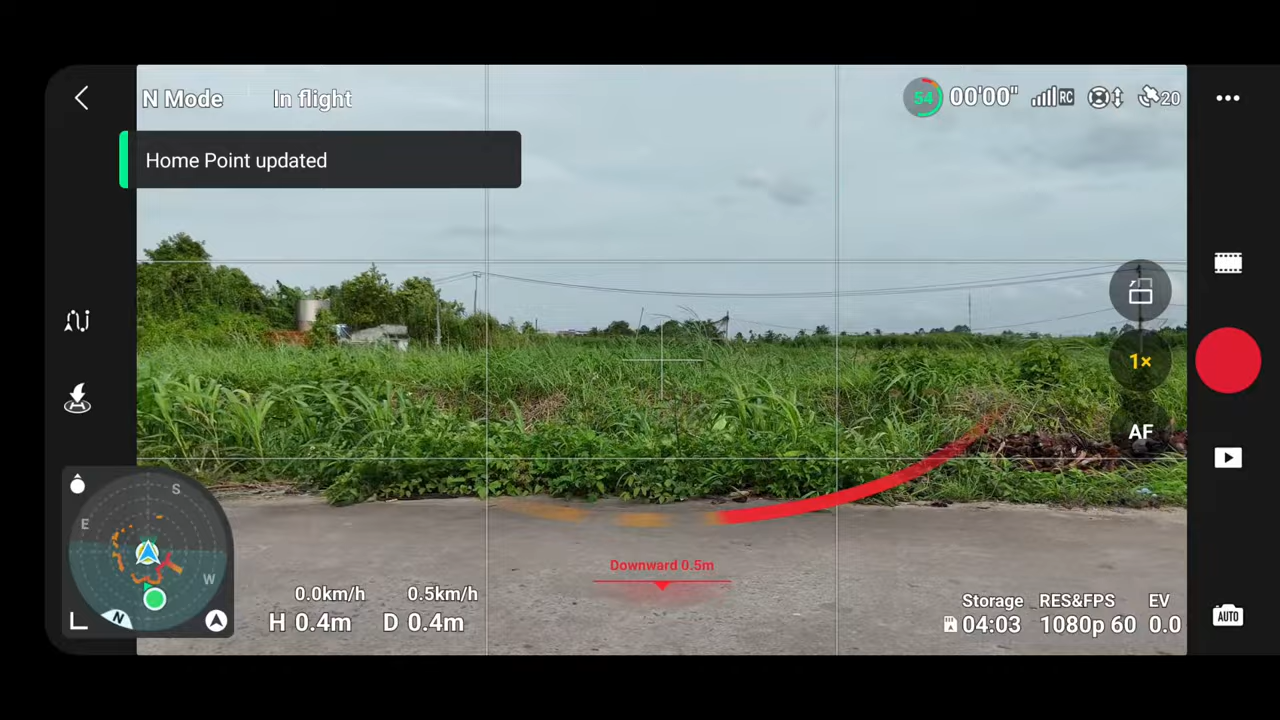 N Mode
In flight
54
00'00"
RC
20
Home Point updated
1×
AF
S
E
W
N
Downward 0.5m
0.0km/h
0.5km/h
H 0.4m
D 0.4m
Storage
RES&FPS
EV
04:03
1080p 60
0.0
AUTO